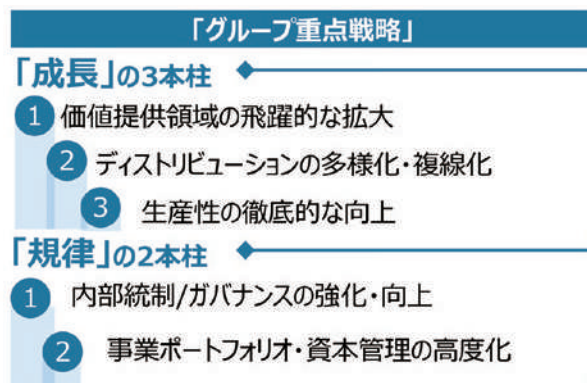 「グループ重点戦略」
「成長」の3本柱
1 価値提供領域の飛躍的な拡大
2 ディストリビューションの多様化・複線化
3 生産性の徹底的な向上
「規律」の2本柱
1 内部統制/ガバナンスの強化・向上
2 事業ポートフォリオ・資本管理の高度化